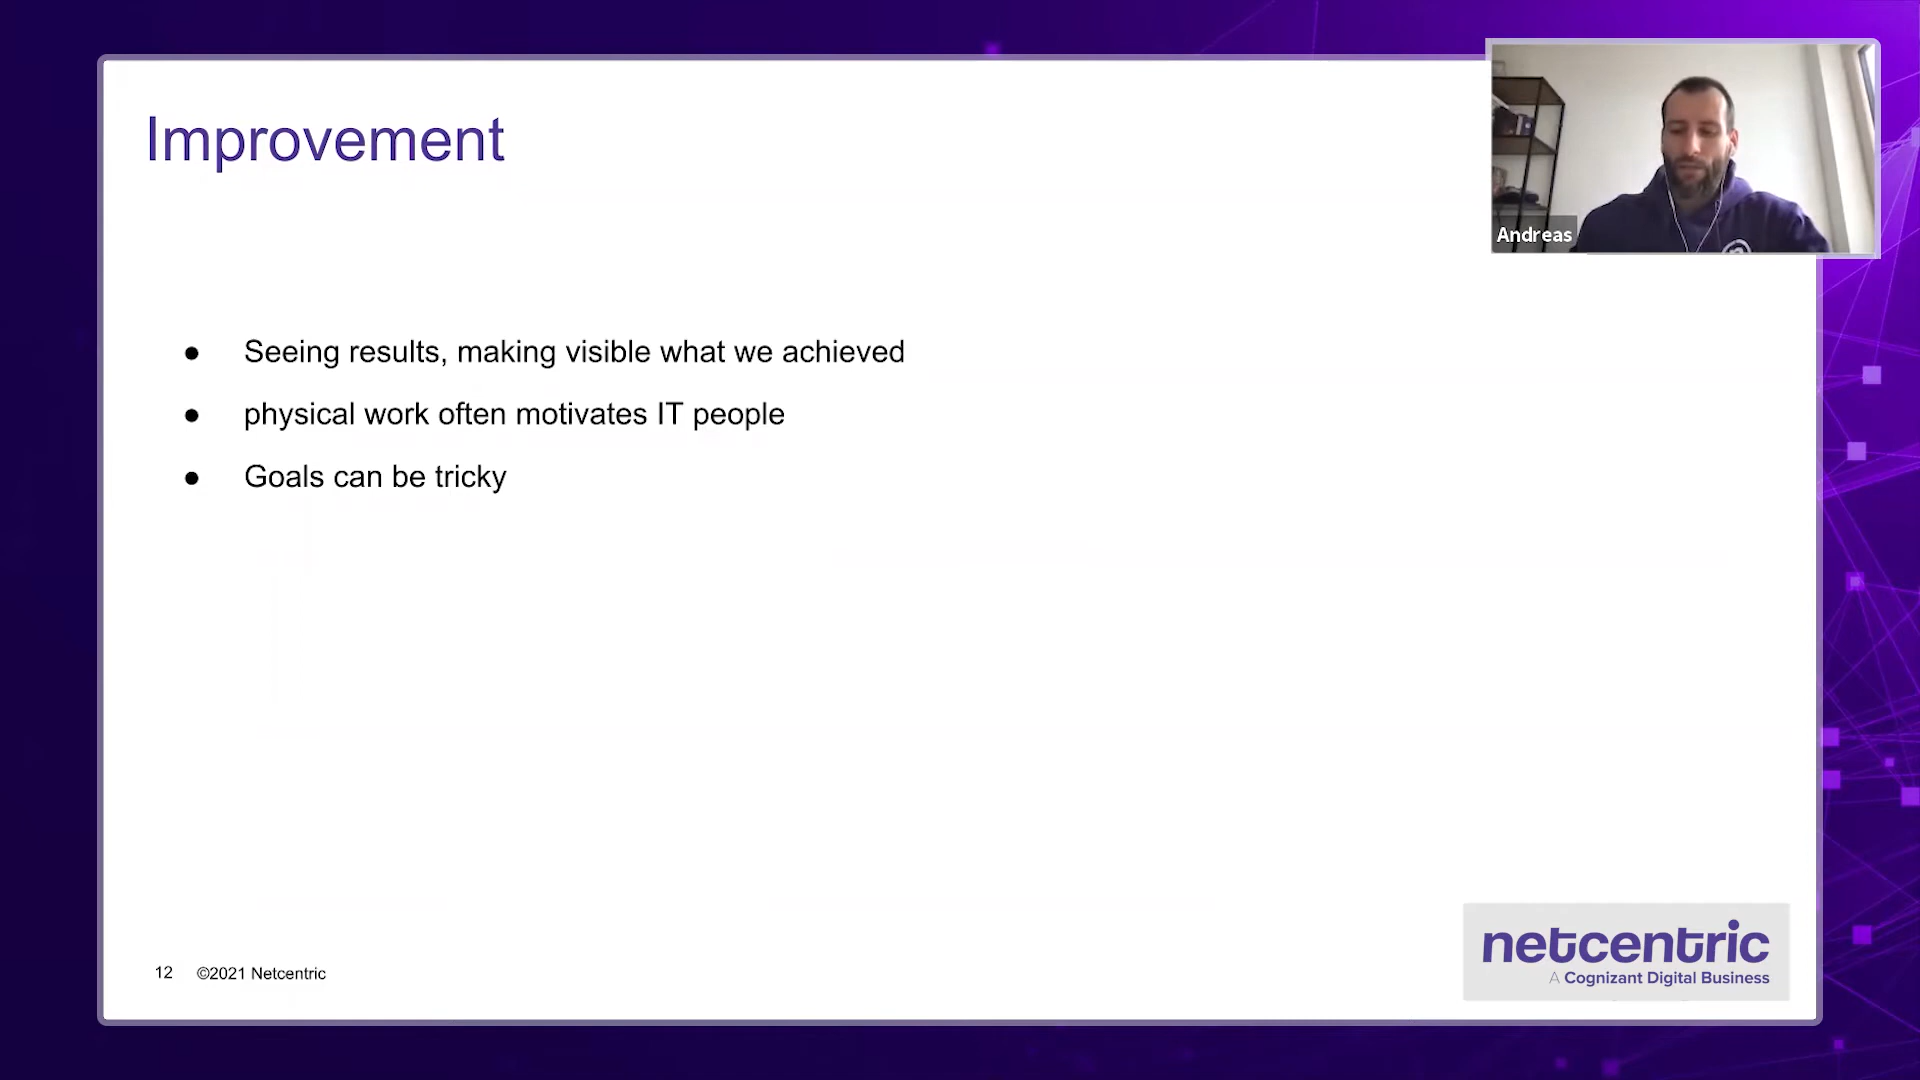 Improvement
Andreas
● Seeing results, making visible what we achieved
● physical work often motivates IT people
● Goals can be tricky
12 ©2021 Netcentric
netcentric
A Cognizant Digital Business